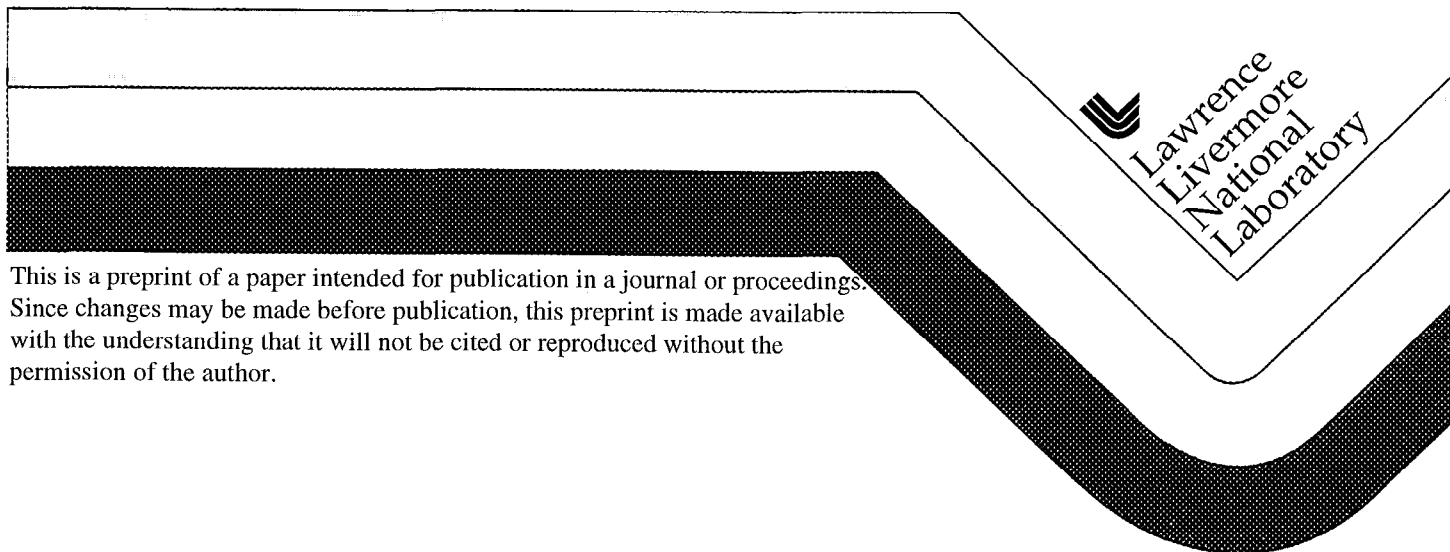 Lawrence
Livermore
National
Laboratory
This is a preprint of a paper intended for publication in a journal or proceedings.
Since changes may be made before publication, this preprint is made available
with the understanding that it will not be cited or reproduced without the
permission of the author.